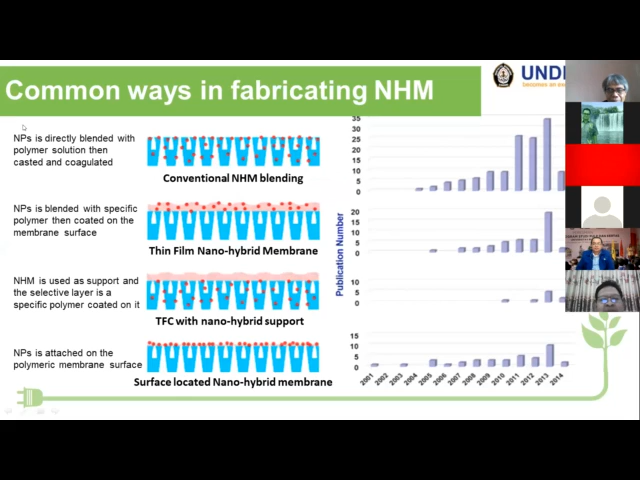 Common ways in fabricating NHM
UNDI
becomes an ex
NPs is directly blended with
polymer solution then
casted and coagulated
Conventional NHM blending
NPs is blended with specific
polymer then coated on the
membrane surface
Thin Film Nano-hybrid Membrane
NHM is used as support and
the selective layer is a
specific polymer coated on it
TFC with nano-hybrid support
NPs is attached on the
polymeric membrane surface
Surface located Nano-hybrid membrane
Publication Number
35
30
25
20
15
10
5
0
20
15
10
5
0
10
5
0
15
10
5
0
2001 2002 2003 2004 2005 2006 2007 2008 2009 2010 2011 2012 2013 2014